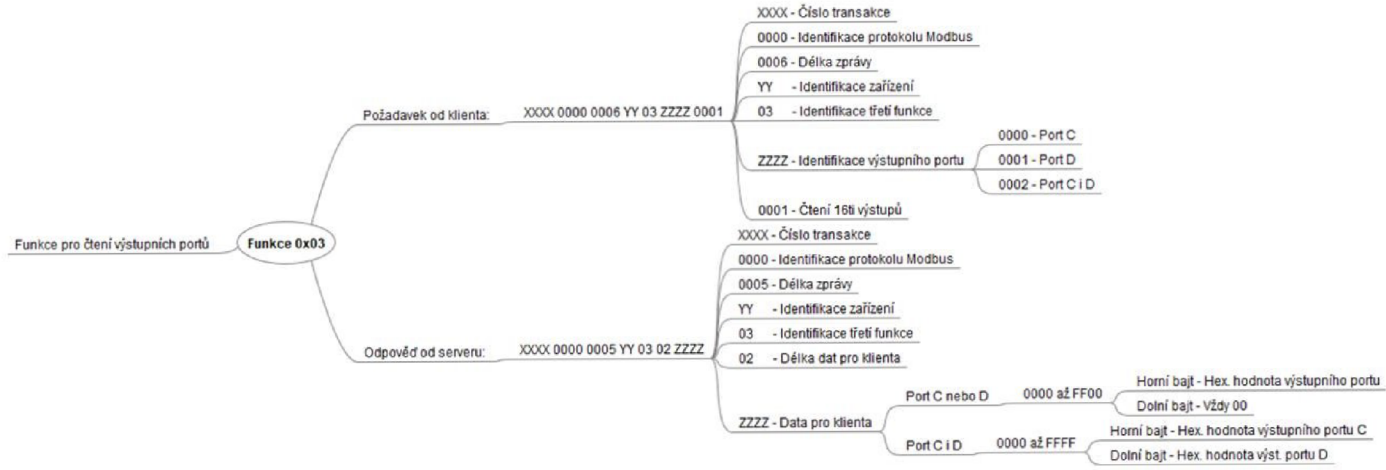 Funkce pro čtení výstupních portů
Funkce 0x03
Požadavek od klienta:
XXXX 0000 0006 YY 03 ZZZZ 0001
XXXX - Číslo transakce
0000 - Identifikace protokolu Modbus
0006 - Délka zprávy
YY - Identifikace zařízení
03 - Identifikace třetí funkce
ZZZZ - Identifikace výstupního portu
0000 - Port C
0001 - Port D
0002 - Port C i D
0001 - Čtení 16ti výstupů
Odpověď od serveru:
XXXX 0000 0005 YY 03 02 ZZZZ
XXXX - Číslo transakce
0000 - Identifikace protokolu Modbus
0005 - Délka zprávy
YY - Identifikace zařízení
03 - Identifikace třetí funkce
02 - Délka dat pro klienta
ZZZZ - Data pro klienta
Port C nebo D
0000 až FF00
Horní bajt - Hex. hodnota výstupního portu
Dolní bajt - Vždy 00
Port C i D
0000 až FFFF
Horní bajt - Hex. hodnota výstupního portu C
Dolní bajt - Hex. hodnota výst. portu D